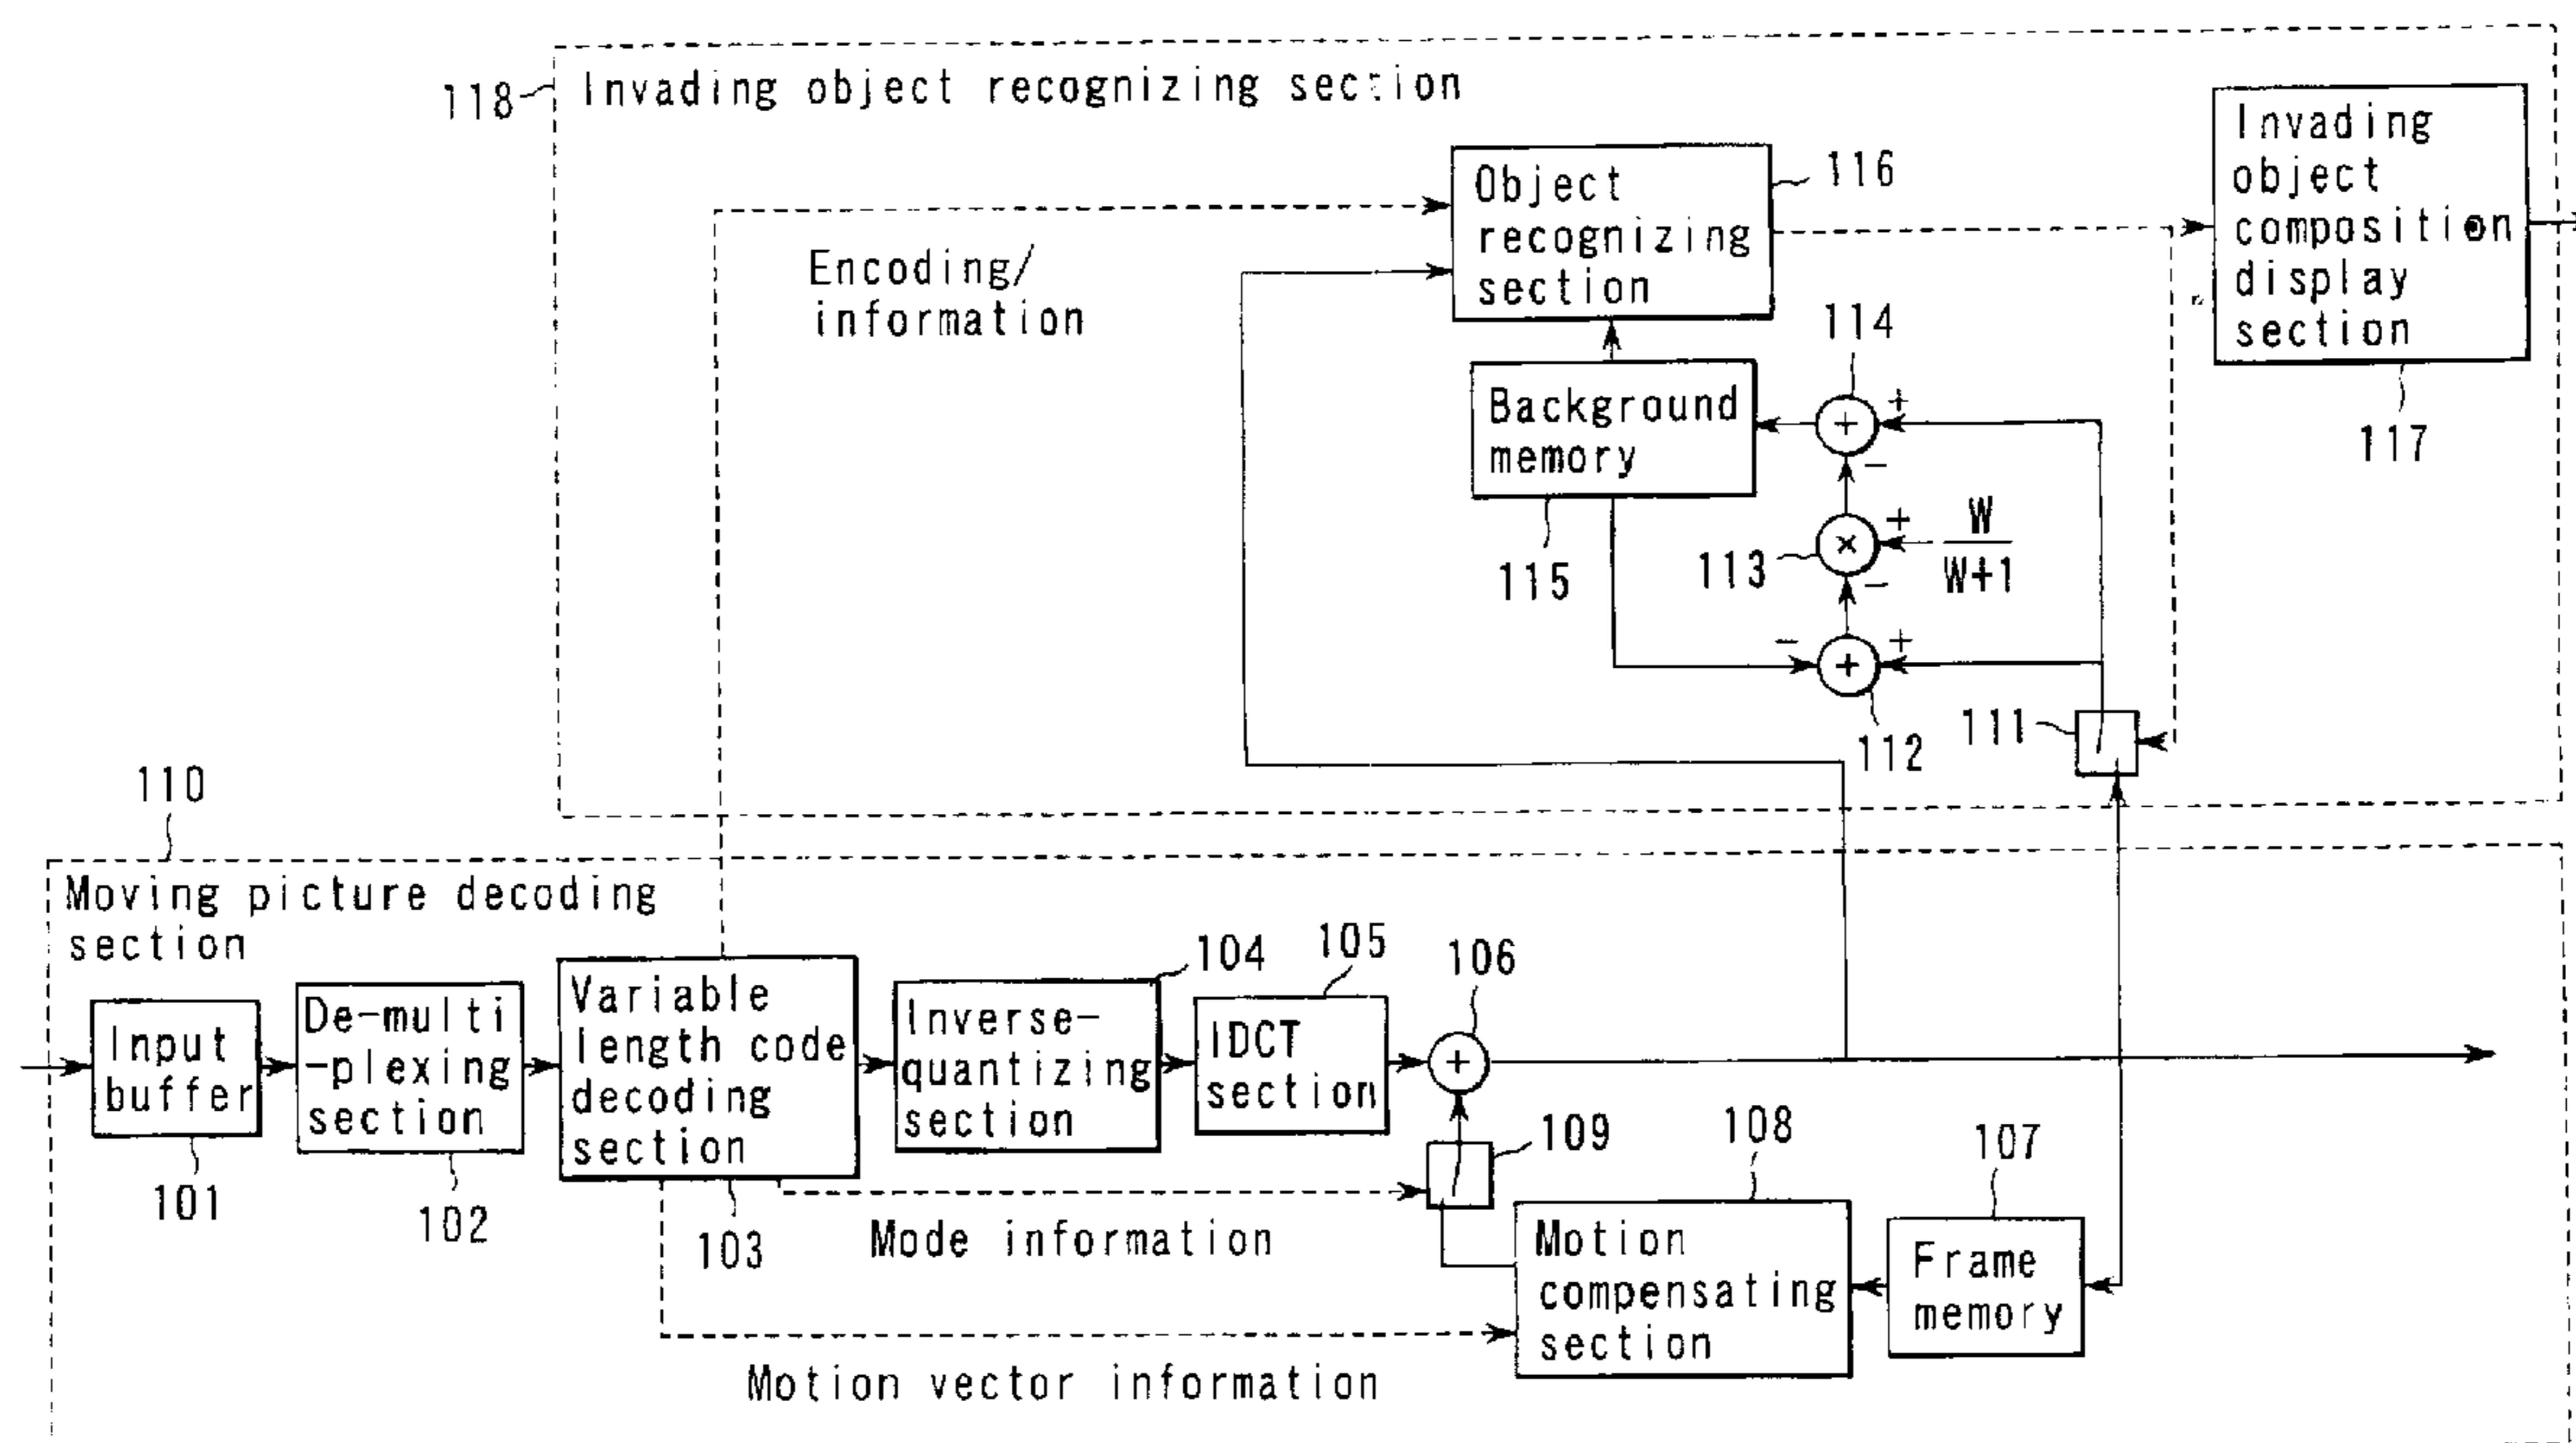 118
Invading object recognizing section
Invading
object
composition
display
section
117
Object
recognizing
section
116
Encoding/
information
114
+
+
−
Background
memory
115
113
×
+
−
W
W+1
−
+
+
112
111
110
Moving picture decoding
section
Input
buffer
101
De-multi
-plexing
section
102
Variable
length code
decoding
section
103
Inverse-
quantizing
section
104
IDCT
section
105
106
+
109
Mode information
Motion
compensating
section
108
Frame
memory
107
Motion vector information